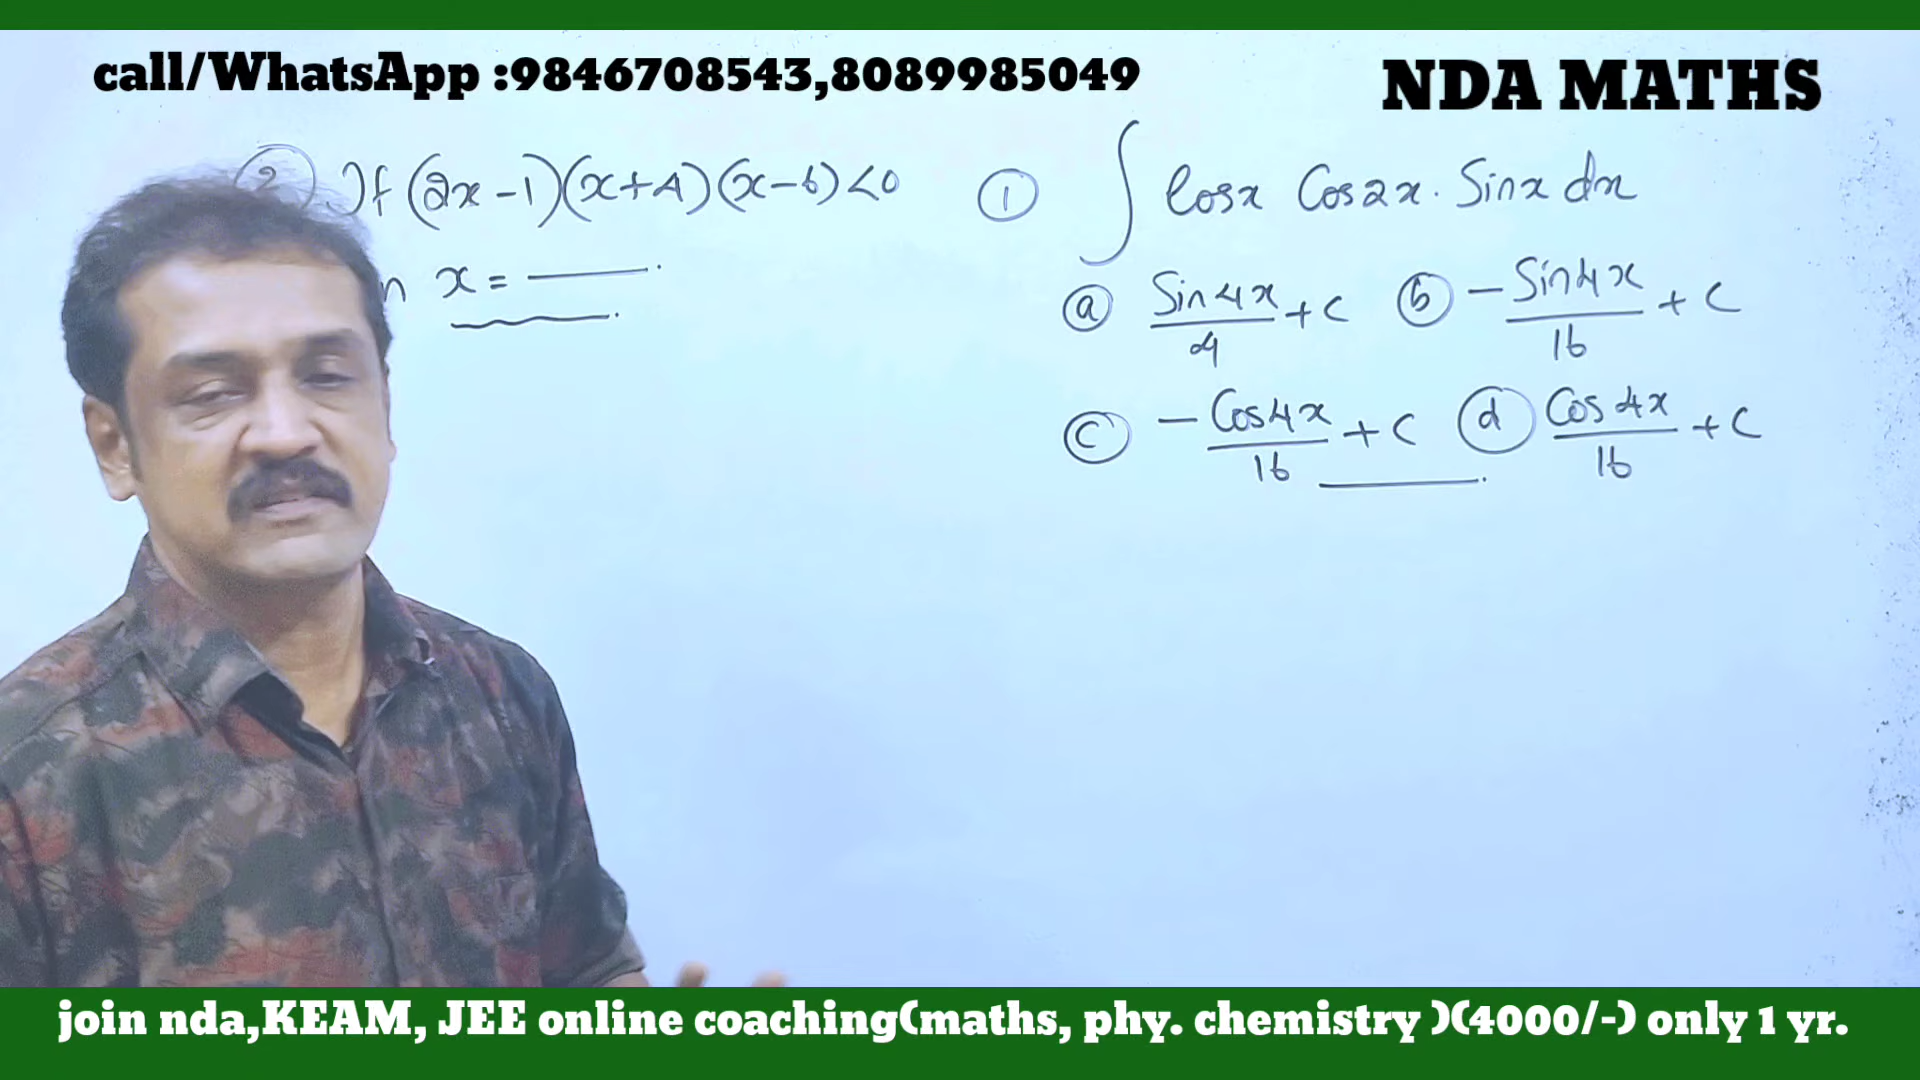 call/WhatsApp :9846708543,8089985049
NDA MATHS
② If (2x-1)(x+4)(x-6)<0
n x = ———.
① ∫ Cosx Cos2x . Sinx dx
ⓐ Sin4x/4 + C ⓑ - Sin4x/16 + C
ⓒ - Cos4x/16 + C ⓓ Cos4x/16 + C
join nda,KEAM, JEE online coaching(maths, phy. chemistry )(4000/-) only 1 yr.